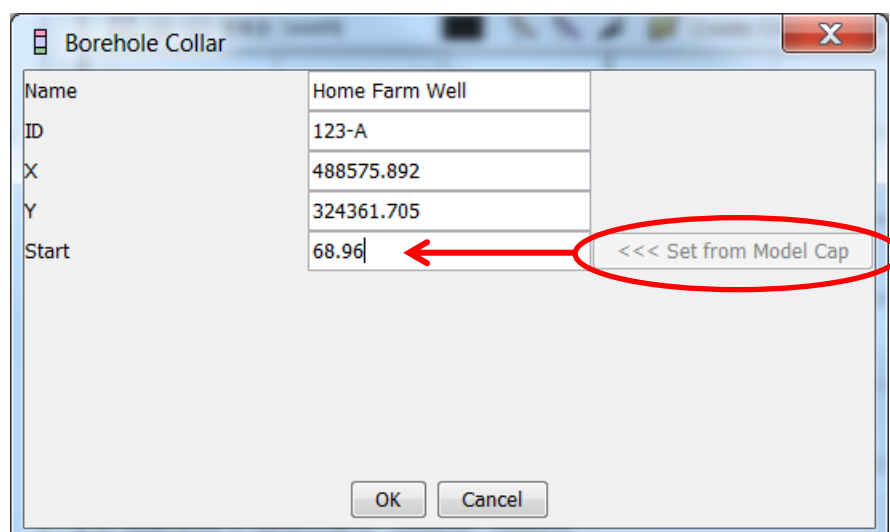 Borehole Collar
Name Home Farm Well
ID 123-A
X 488575.892
Y 324361.705
Start 68.96 <<< Set from Model Cap
OK Cancel